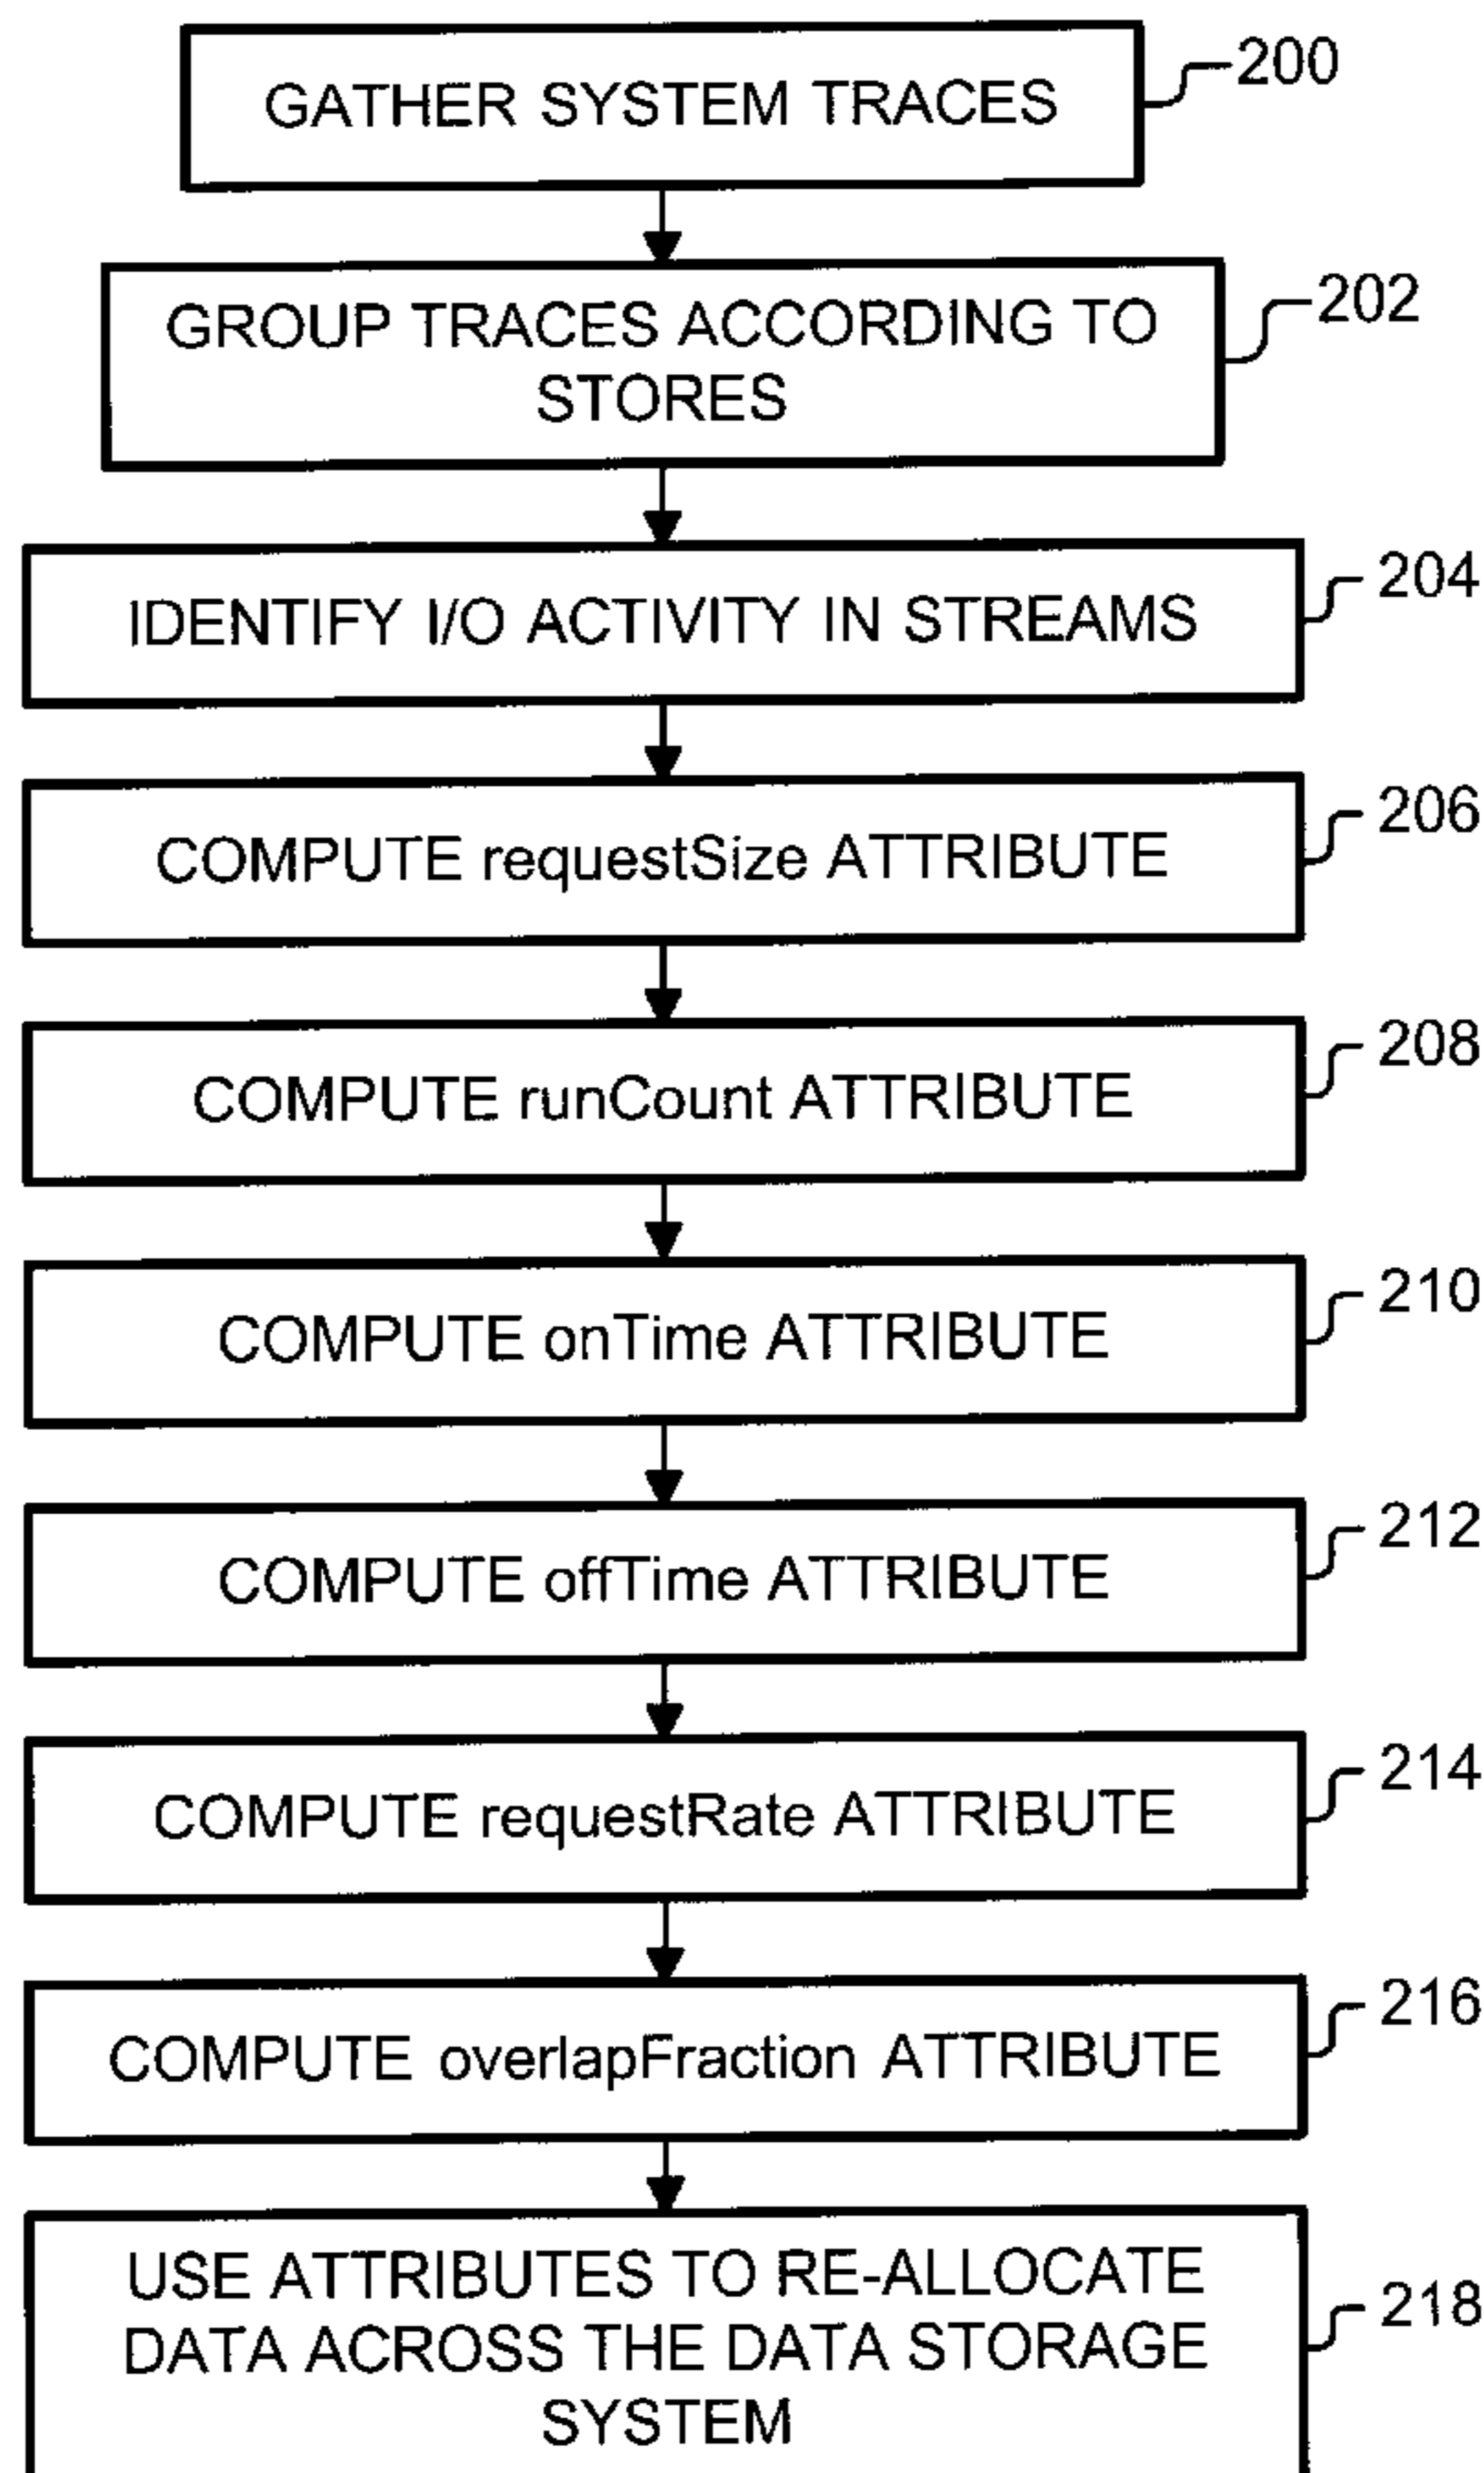 GATHER SYSTEM TRACES
200
GROUP TRACES ACCORDING TO
STORES
202
IDENTIFY I/O ACTIVITY IN STREAMS
204
COMPUTE requestSize ATTRIBUTE
206
COMPUTE runCount ATTRIBUTE
208
COMPUTE onTime ATTRIBUTE
210
COMPUTE offTime ATTRIBUTE
212
COMPUTE requestRate ATTRIBUTE
214
COMPUTE overlapFraction ATTRIBUTE
216
USE ATTRIBUTES TO RE-ALLOCATE
DATA ACROSS THE DATA STORAGE
SYSTEM
218